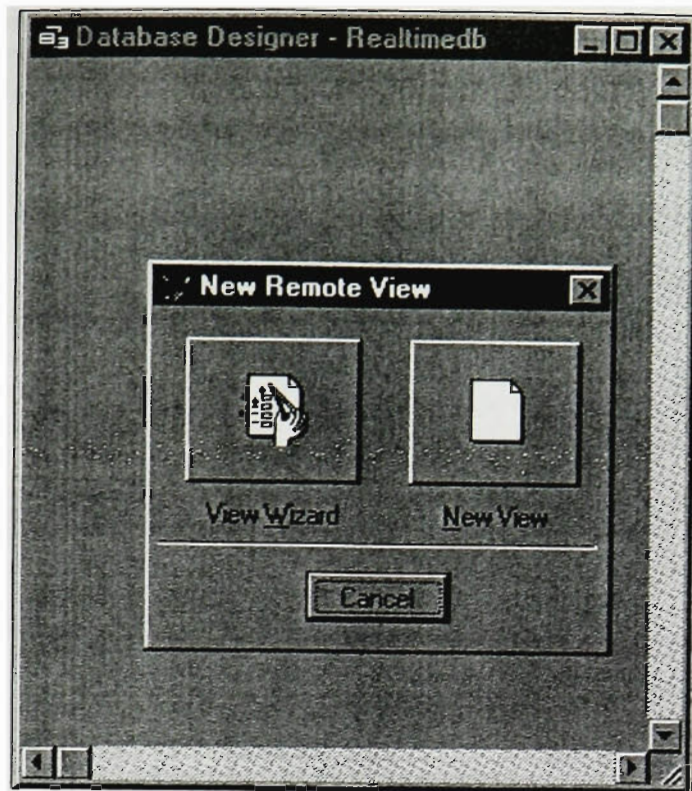 Database Designer - Realtimedb
New Remote View
View Wizard
New View
Cancel